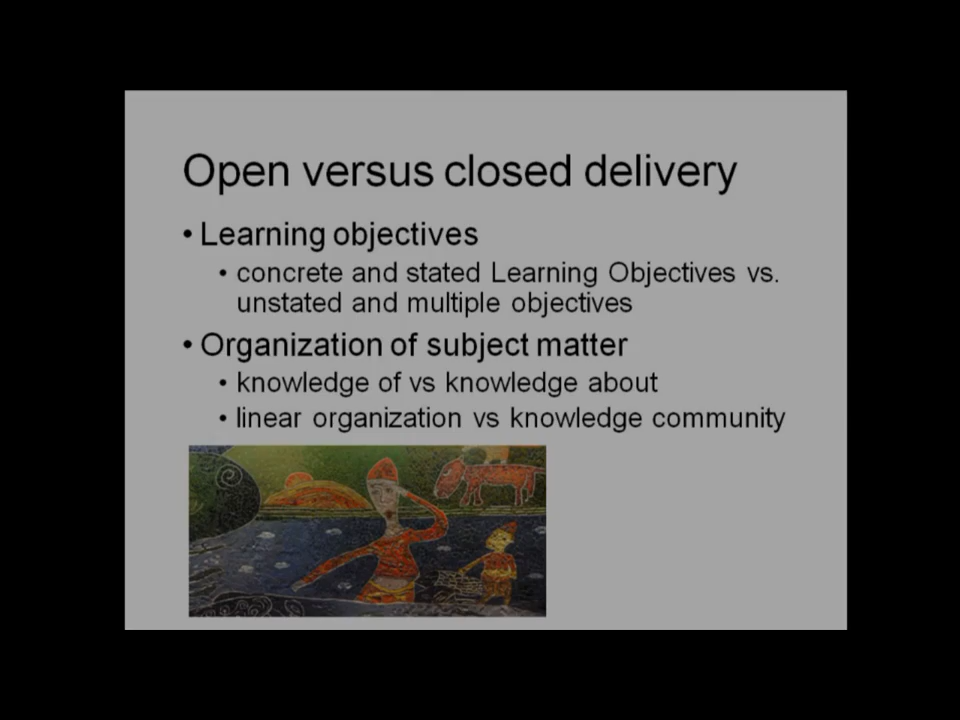 Open versus closed delivery
• Learning objectives
• concrete and stated Learning Objectives vs.
unstated and multiple objectives
• Organization of subject matter
• knowledge of vs knowledge about
• linear organization vs knowledge community